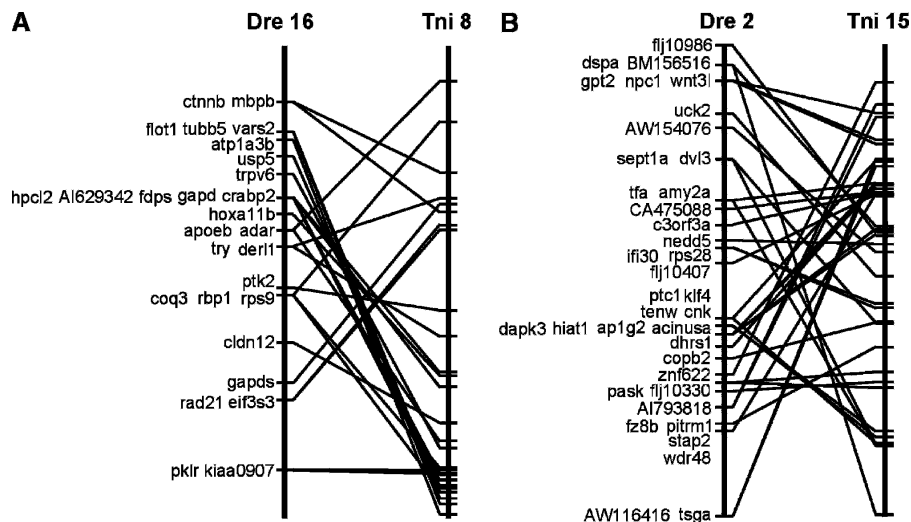 A
Dre 16 Tni 8
ctnnb mbpb
flot1 tubb5 vars2
atp1a3b
usp5
trpv6
hpcl2 AI629342 fdps gapd crabp2
hoxa11b
apoeb adar
try derl1
ptk2
coq3 rbp1 rps9
cldn12
gapds
rad21 eif3s3
pklr kiaa0907
B
Dre 2 Tni 15
flj10986
dspa BM156516
gpt2 npc1 wnt3l
uck2
AW154076
sept1a dvl3
tfa amy2a
CA475088
c3orf3a
nedd5
ifi30 rps28
flj10407
ptc1 klf4
tenw cnk
dapk3 hiat1 ap1g2 acinusa
dhrs1
copb2
znf622
pask flj10330
AI793818
fz8b pitrm1
stap2
wdr48
AW116416 tsga